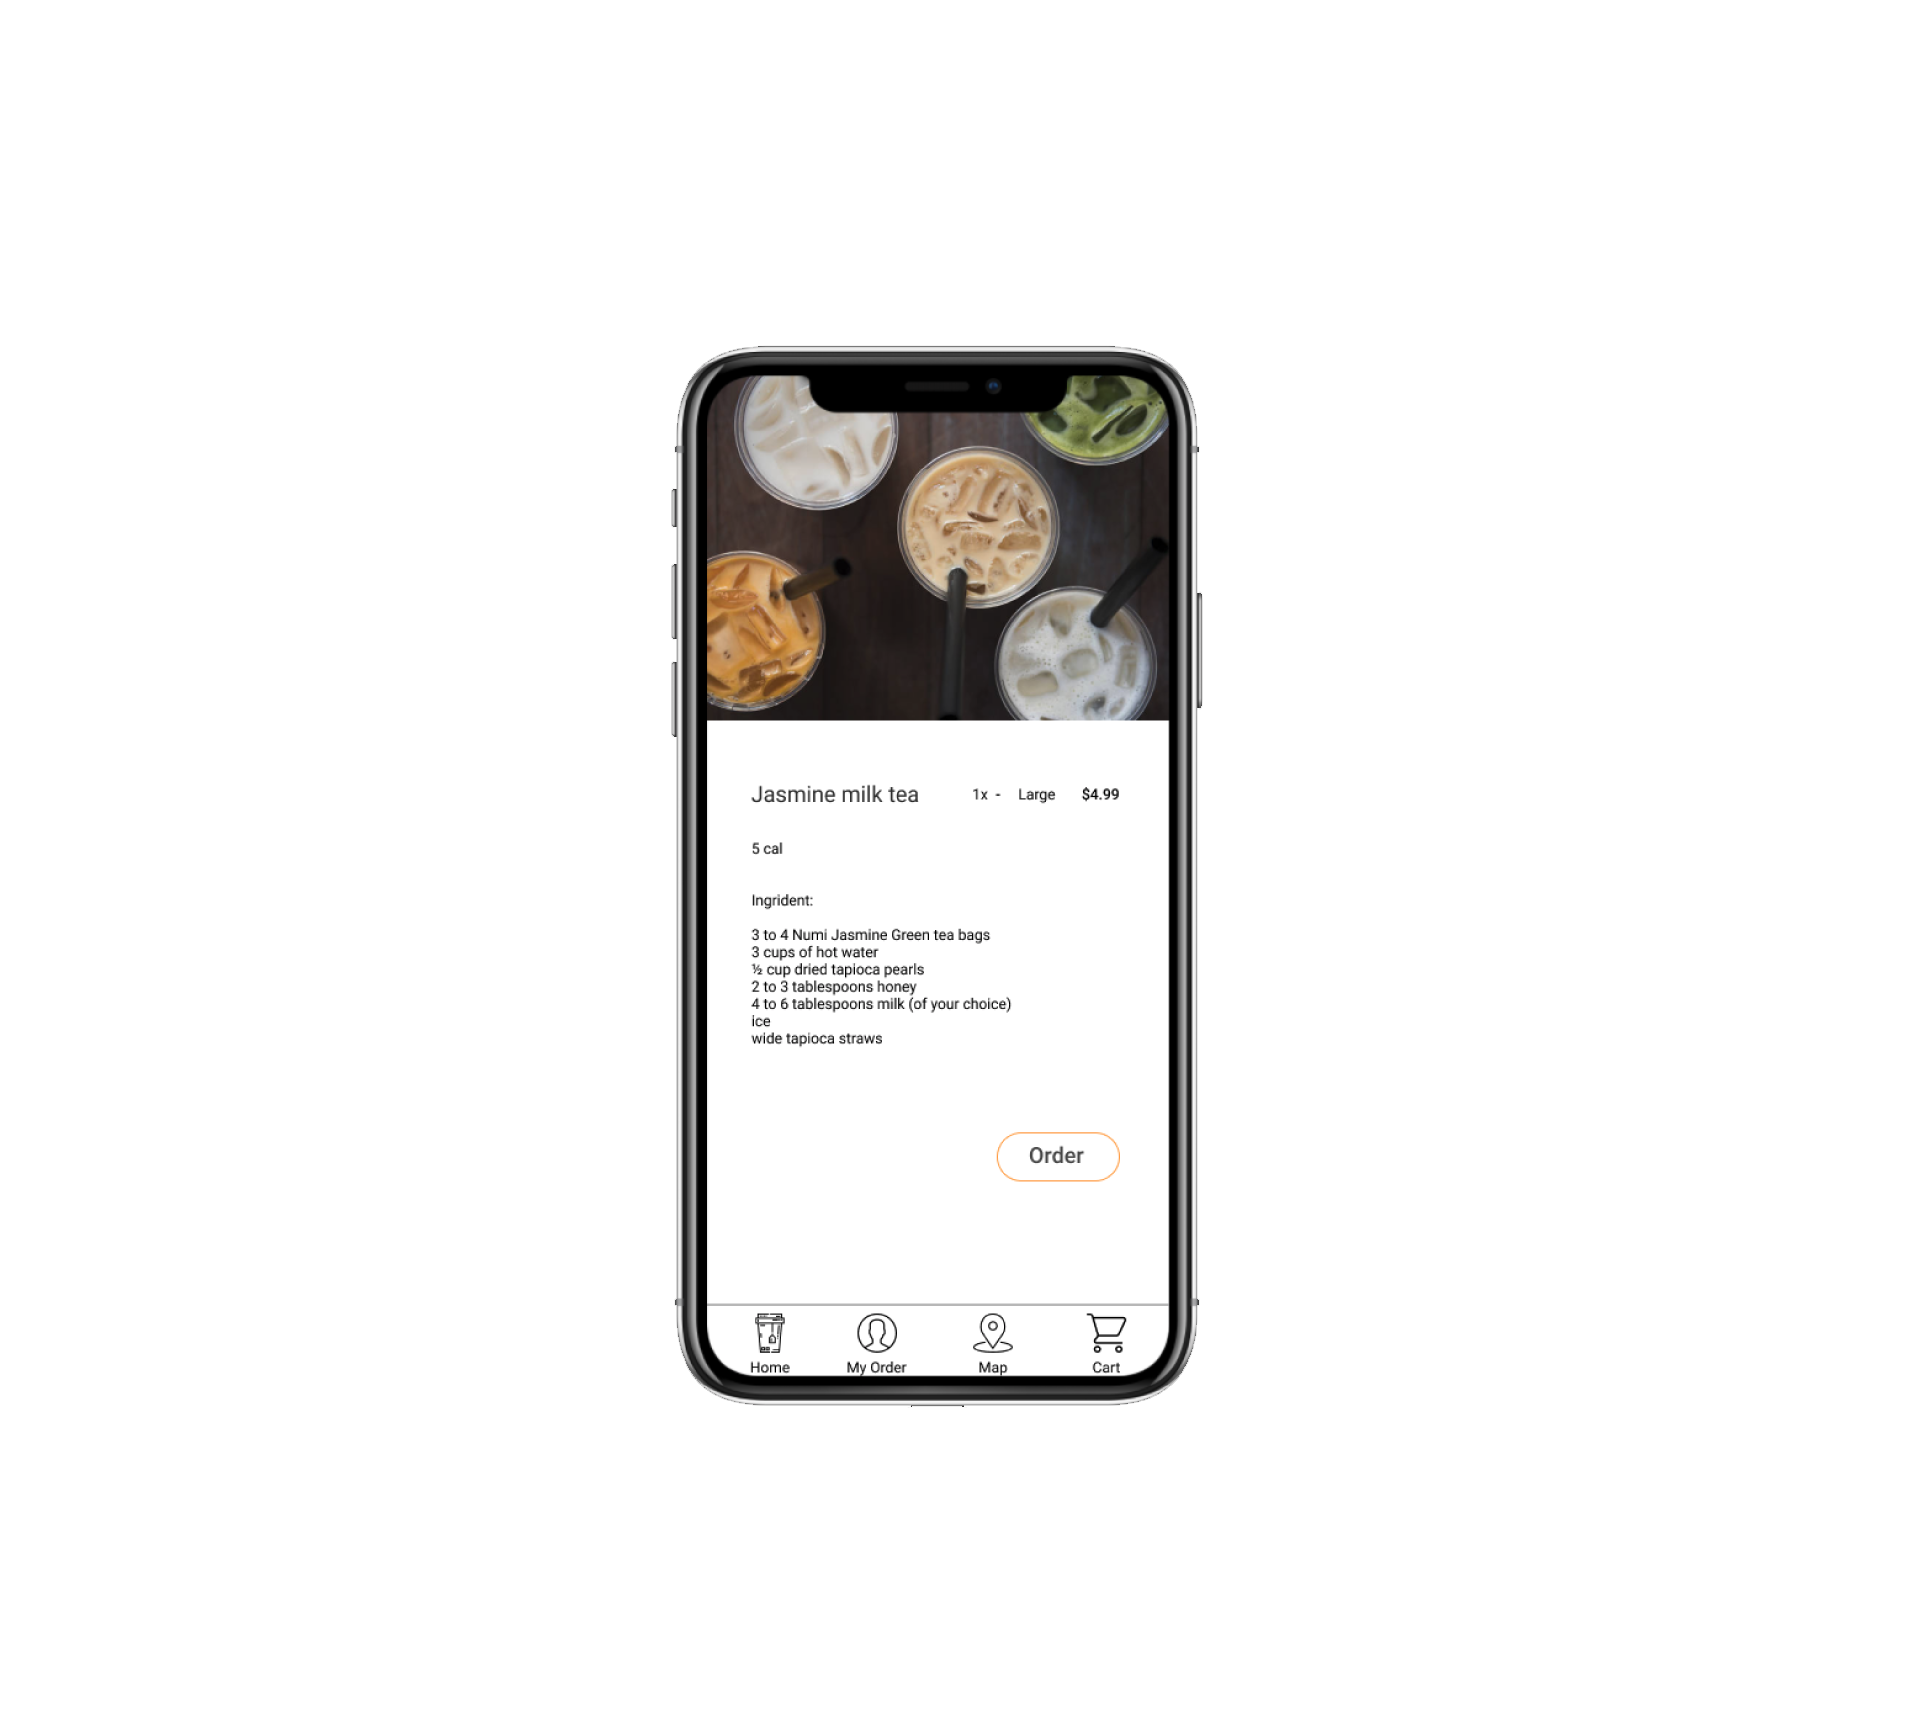 Jasmine milk tea 1x - Large $4.99
5 cal
Ingrident:
3 to 4 Numi Jasmine Green tea bags
3 cups of hot water
½ cup dried tapioca pearls
2 to 3 tablespoons honey
4 to 6 tablespoons milk (of your choice)
ice
wide tapioca straws
Order
Home My Order Map Cart